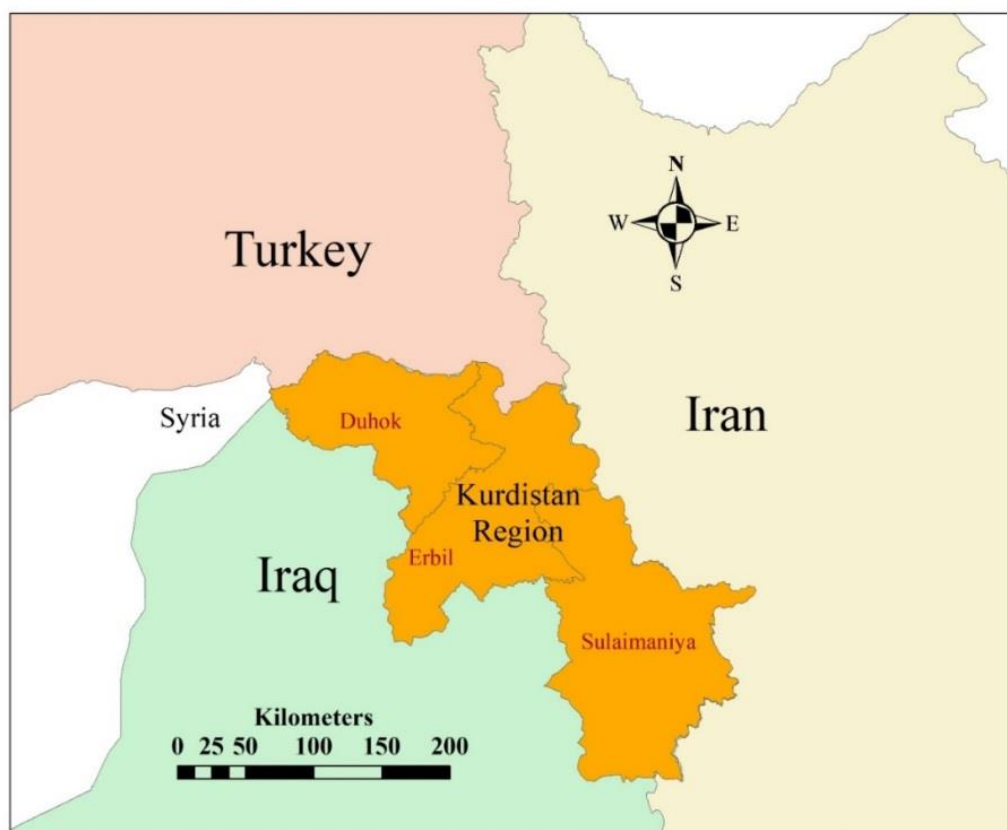 N
W E
S
Turkey
Syria
Duhok
Iran
Kurdistan
Region
Erbil
Iraq
Sulaimaniya
Kilometers
0 25 50 100 150 200